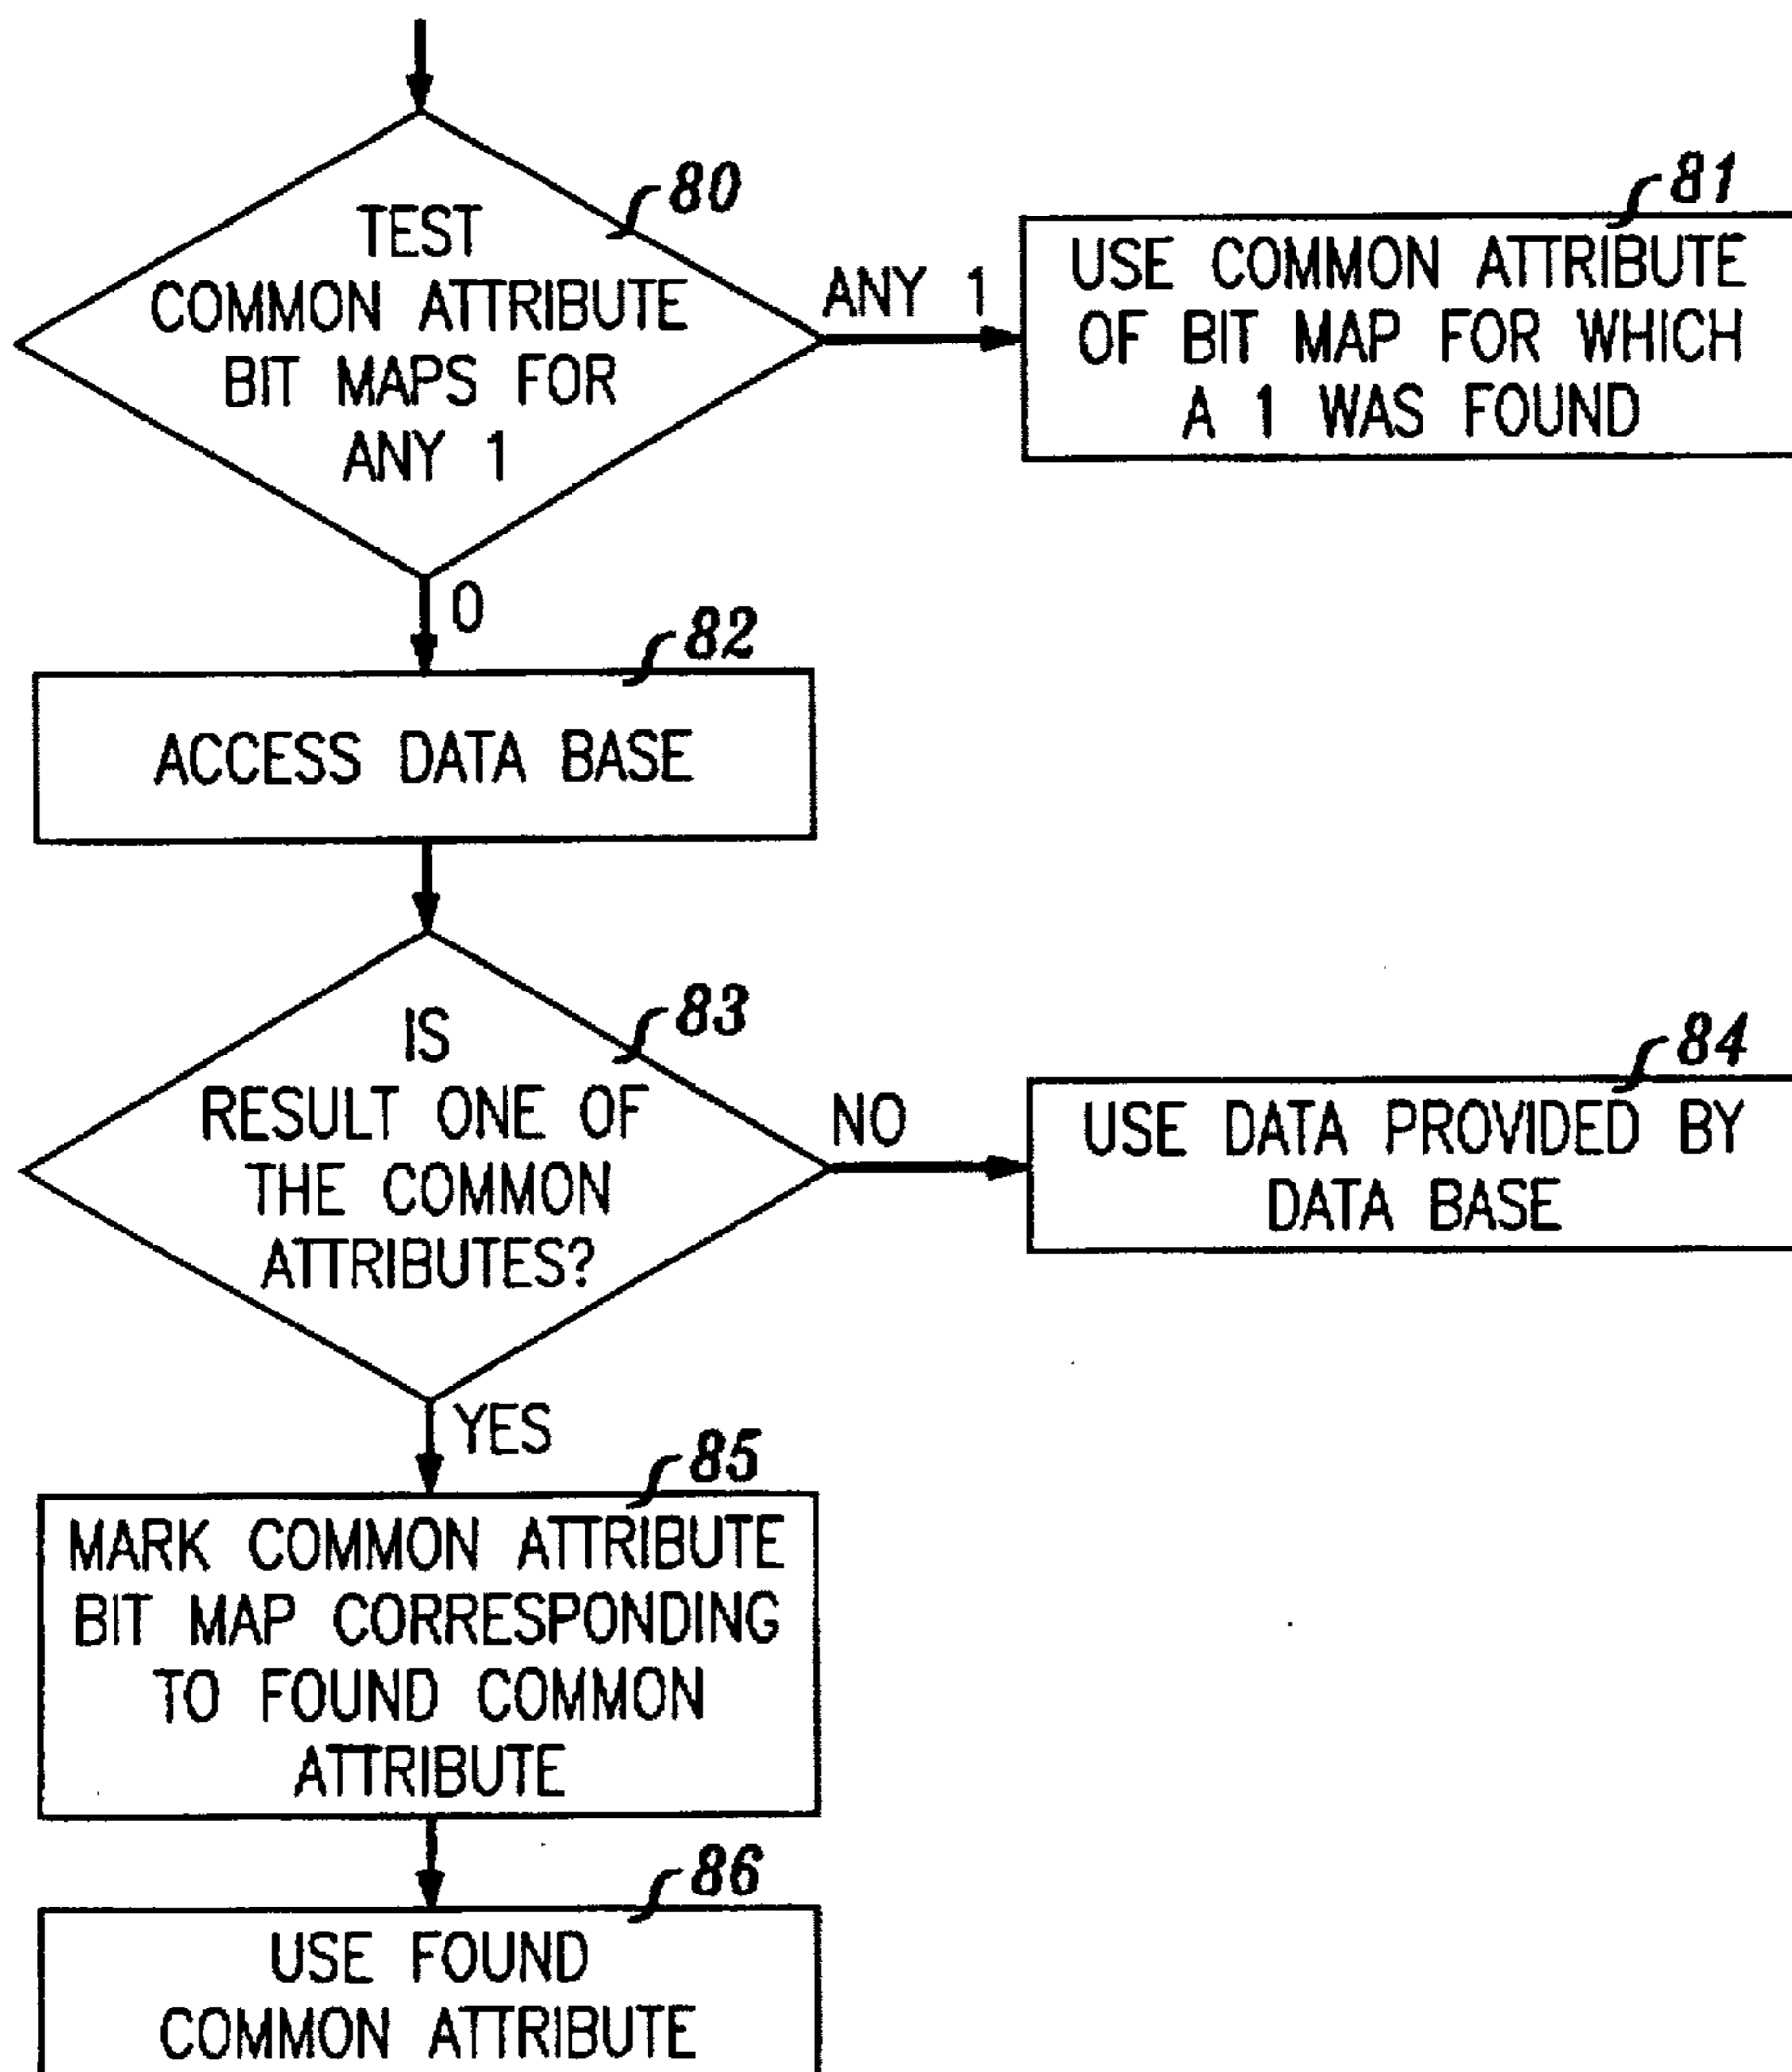 80
TEST
COMMON ATTRIBUTE
BIT MAPS FOR
ANY 1
ANY 1
81
USE COMMON ATTRIBUTE
OF BIT MAP FOR WHICH
A 1 WAS FOUND
0
82
ACCESS DATA BASE
83
IS
RESULT ONE OF
THE COMMON
ATTRIBUTES?
NO
84
USE DATA PROVIDED BY
DATA BASE
YES
85
MARK COMMON ATTRIBUTE
BIT MAP CORRESPONDING
TO FOUND COMMON
ATTRIBUTE
86
USE FOUND
COMMON ATTRIBUTE